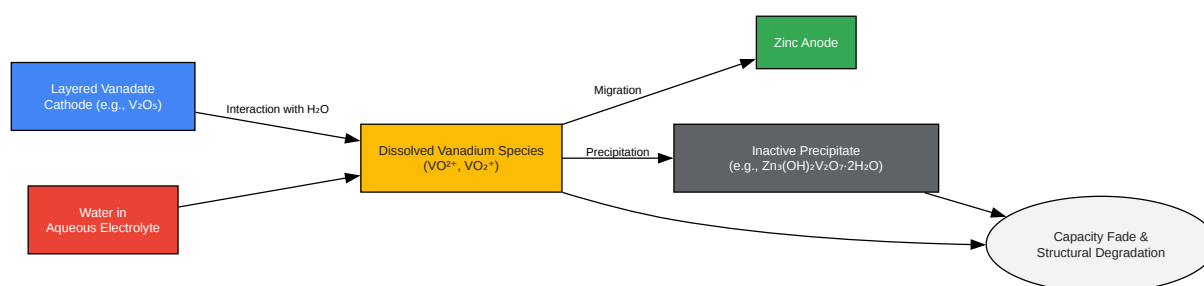 Zinc Anode
Layered Vanadate
Cathode (e.g., V₂O₅)
Migration
Interaction with H₂O
Dissolved Vanadium Species
(VO²⁺, VO₂⁺)
Precipitation
Inactive Precipitate
(e.g., Zn₃(OH)₂V₂O₇·2H₂O)
Water in
Aqueous Electrolyte
Capacity Fade &
Structural Degradation